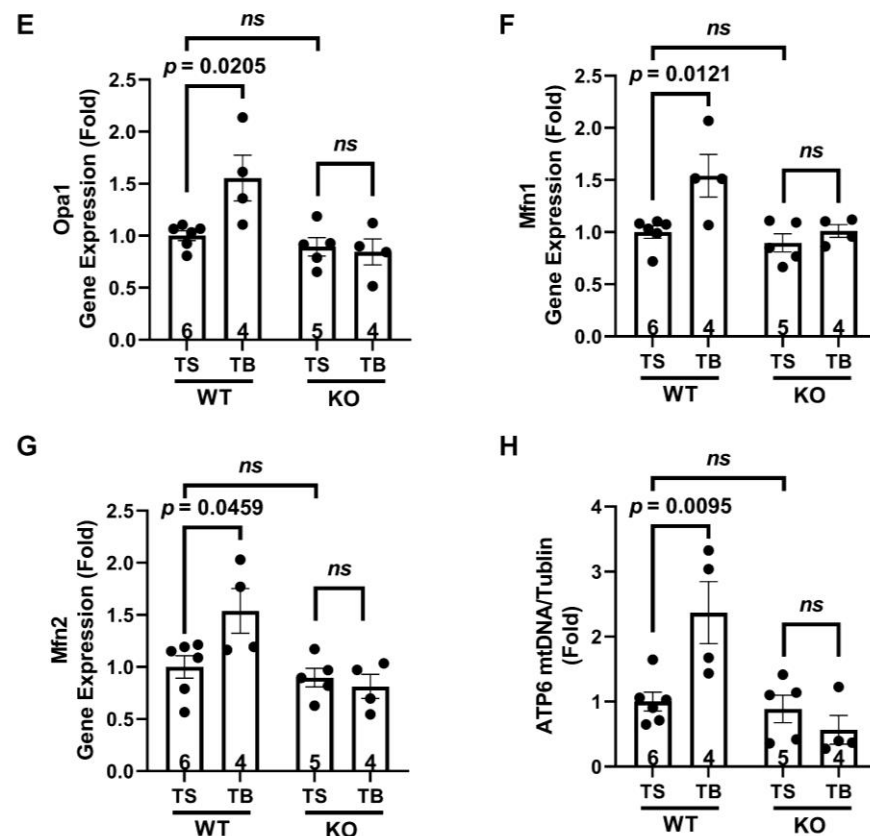 E
ns
p = 0.0205
ns
Opa1
Gene Expression (Fold)
2.5
2.0
1.5
1.0
0.5
0.0
6
4
5
4
TS
TB
TS
TB
WT
KO
F
ns
p = 0.0121
ns
Mfn1
Gene Expression (Fold)
2.5
2.0
1.5
1.0
0.5
0.0
6
4
5
4
TS
TB
TS
TB
WT
KO
G
ns
p = 0.0459
ns
Mfn2
Gene Expression (Fold)
2.5
2.0
1.5
1.0
0.5
0.0
6
4
5
4
TS
TB
TS
TB
WT
KO
H
ns
p = 0.0095
ns
ATP6 mtDNA/Tublin
(Fold)
4
3
2
1
0
6
4
5
4
TS
TB
TS
TB
WT
KO